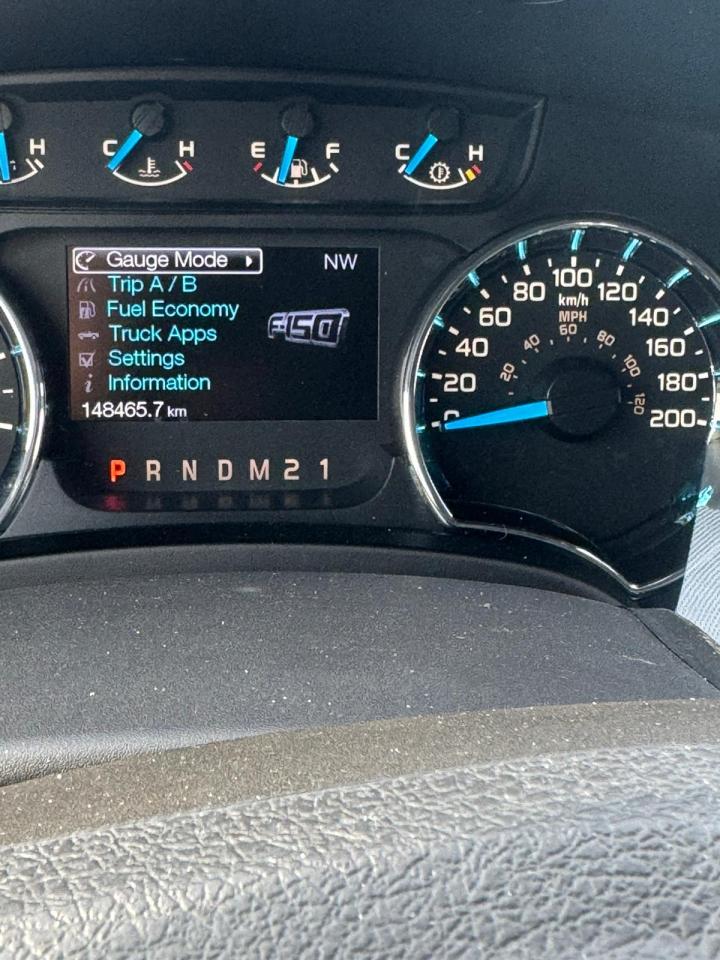 H
C H
E F
C H
Gauge Mode
NW
Trip A / B
Fuel Economy
F-150
Truck Apps
Settings
Information
148465.7 km
P R N D M 2 1
0 20 40 60 80 100 120 140 160 180 200
km/h
MPH
20 40 60 80 100 120